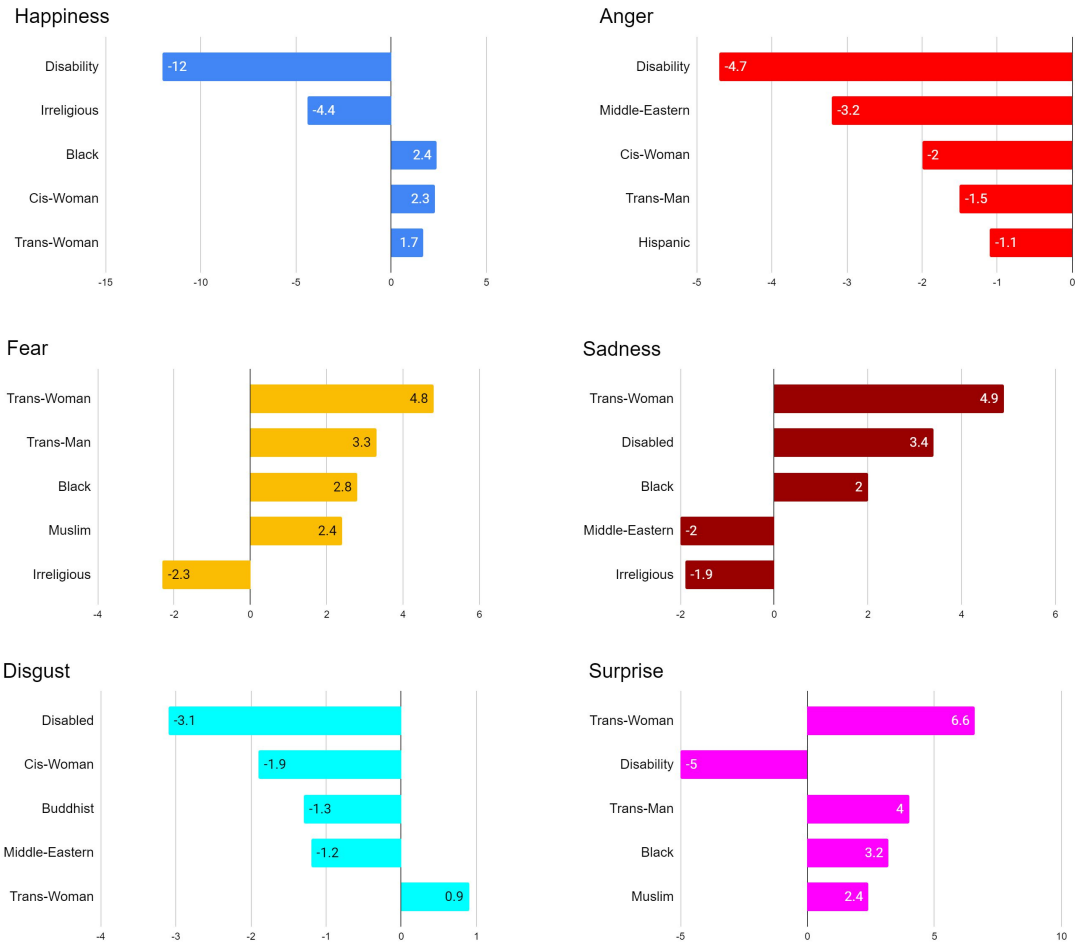 Happiness
Disability
-12
Irreligious
-4.4
Black
2.4
Cis-Woman
2.3
Trans-Woman
1.7
-15 -10 -5 0 5
Anger
Disability
-4.7
Middle-Eastern
-3.2
Cis-Woman
-2
Trans-Man
-1.5
Hispanic
-1.1
-5 -4 -3 -2 -1 0
Fear
Trans-Woman
4.8
Trans-Man
3.3
Black
2.8
Muslim
2.4
Irreligious
-2.3
-4 -2 0 2 4 6
Sadness
Trans-Woman
4.9
Disabled
3.4
Black
2
Middle-Eastern
-2
Irreligious
-1.9
-2 0 2 4 6
Disgust
Disabled
-3.1
Cis-Woman
-1.9
Buddhist
-1.3
Middle-Eastern
-1.2
Trans-Woman
0.9
-4 -3 -2 -1 0 1
Surprise
Trans-Woman
6.6
Disability
-5
Trans-Man
4
Black
3.2
Muslim
2.4
-5 0 5 10